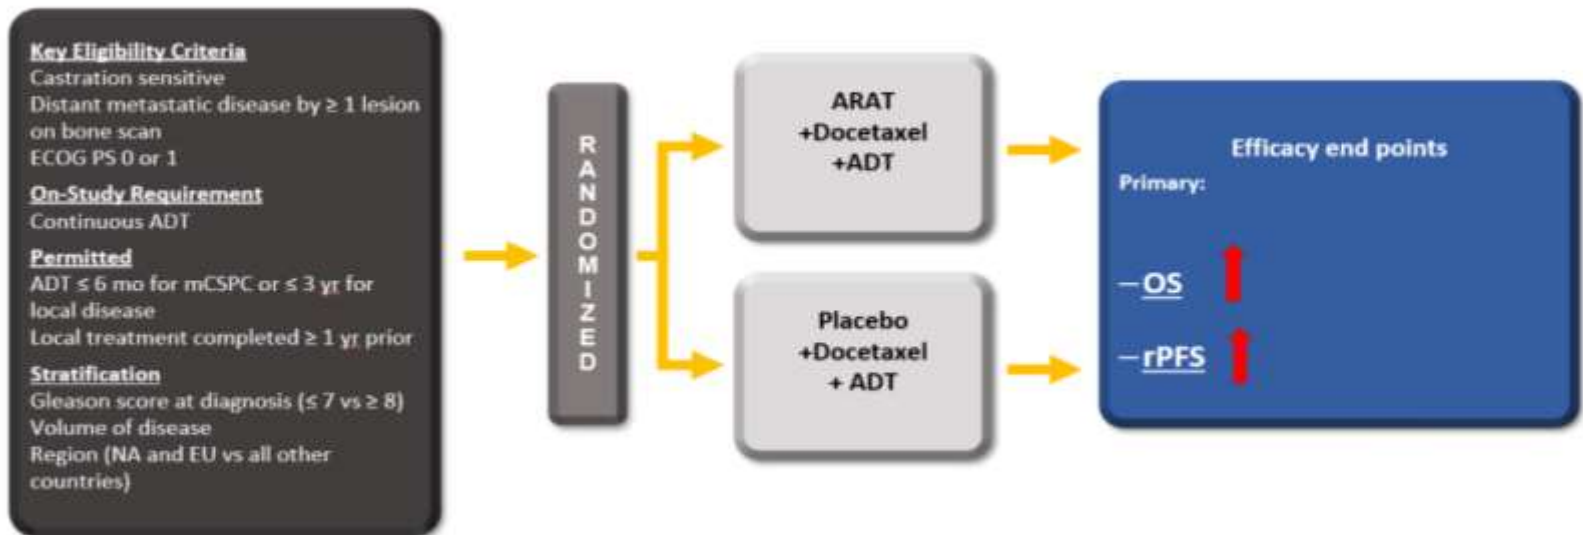 Key Eligibility Criteria
Castration sensitive
Distant metastatic disease by ≥ 1 lesion
on bone scan
ECOG PS 0 or 1
On-Study Requirement
Continuous ADT
Permitted
ADT ≤ 6 mo for mCSPC or ≤ 3 yr for
local disease
Local treatment completed ≥ 1 yr prior
Stratification
Gleason score at diagnosis (≤ 7 vs ≥ 8)
Volume of disease
Region (NA and EU vs all other
countries)
RANDOMIZED
ARAT
+Docetaxel
+ADT
Placebo
+Docetaxel
+ ADT
Efficacy end points
Primary:
– OS
– rPFS